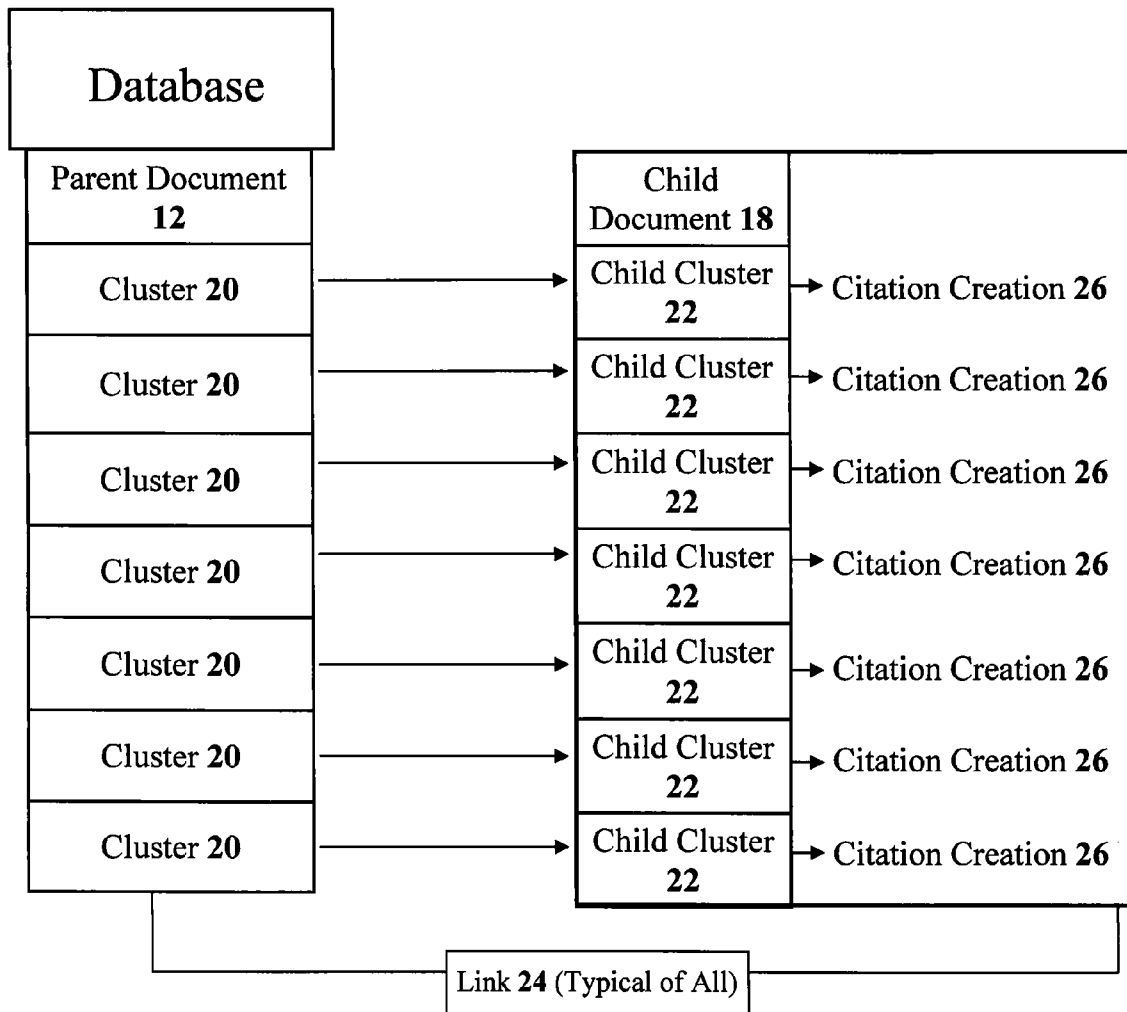 Database
Parent Document
12
Child
Document 18
Cluster 20
Child Cluster
22
Citation Creation 26
Cluster 20
Child Cluster
22
Citation Creation 26
Cluster 20
Child Cluster
22
Citation Creation 26
Cluster 20
Child Cluster
22
Citation Creation 26
Cluster 20
Child Cluster
22
Citation Creation 26
Cluster 20
Child Cluster
22
Citation Creation 26
Cluster 20
Child Cluster
22
Citation Creation 26
Link 24 (Typical of All)